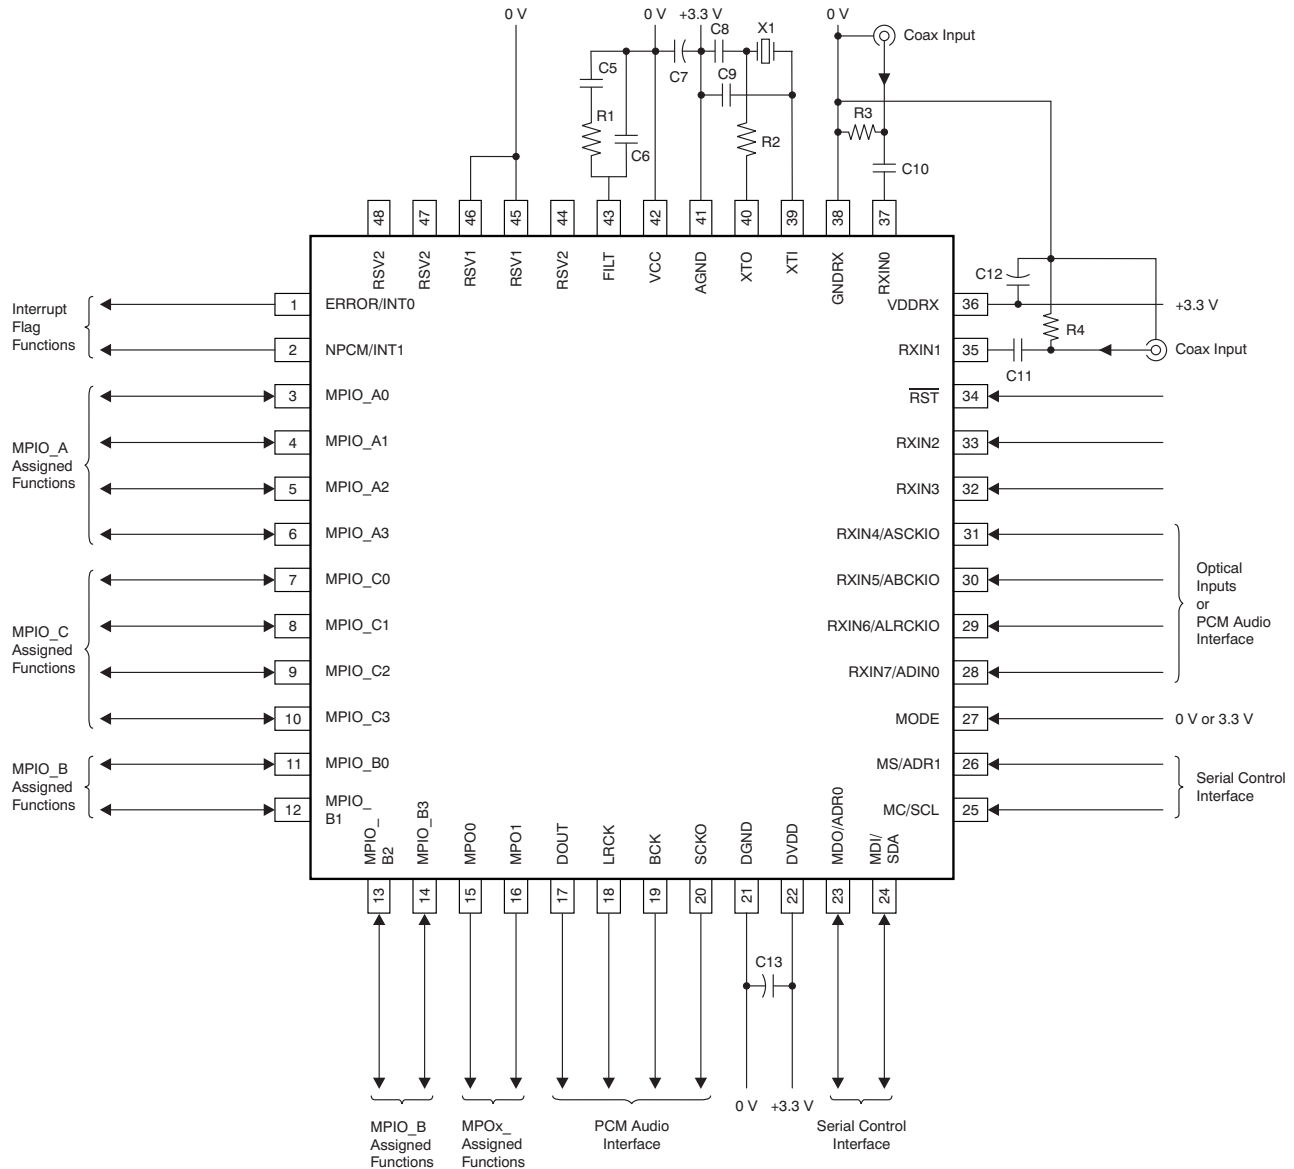 0 V
0 V
+3.3 V
0 V
C8
X1
Coax Input
C5
C7
C9
R1
C6
R2
R3
C10
48
47
46
45
44
43
42
41
40
39
38
37
RSV2
RSV2
RSV1
RSV1
RSV2
FILT
VCC
AGND
XTO
XTI
GNDRX
RXIN0
C12
Interrupt
Flag
Functions
1
ERROR/INT0
VDDRX
36
+3.3 V
R4
2
NPCM/INT1
RXIN1
35
C11
Coax Input
3
MPIO_A0
RST
34
MPIO_A
Assigned
Functions
4
MPIO_A1
RXIN2
33
5
MPIO_A2
RXIN3
32
6
MPIO_A3
RXIN4/ASCKIO
31
Optical
Inputs
or
PCM Audio
Interface
7
MPIO_C0
RXIN5/ABCKIO
30
MPIO_C
Assigned
Functions
8
MPIO_C1
RXIN6/ALRCKIO
29
9
MPIO_C2
RXIN7/ADIN0
28
10
MPIO_C3
MODE
27
0 V or 3.3 V
MPIO_B
Assigned
Functions
11
MPIO_B0
MS/ADR1
26
Serial Control
Interface
12
MPIO_
B1
MC/SCL
25
MPIO_
B2
MPIO_B3
MPO0
MPO1
DOUT
LRCK
BCK
SCKO
DGND
DVDD
MDO/ADR0
MDI/
SDA
13
14
15
16
17
18
19
20
21
22
23
24
C13
0 V
+3.3 V
MPIO_B
Assigned
Functions
MPOx_
Assigned
Functions
PCM Audio
Interface
Serial Control
Interface